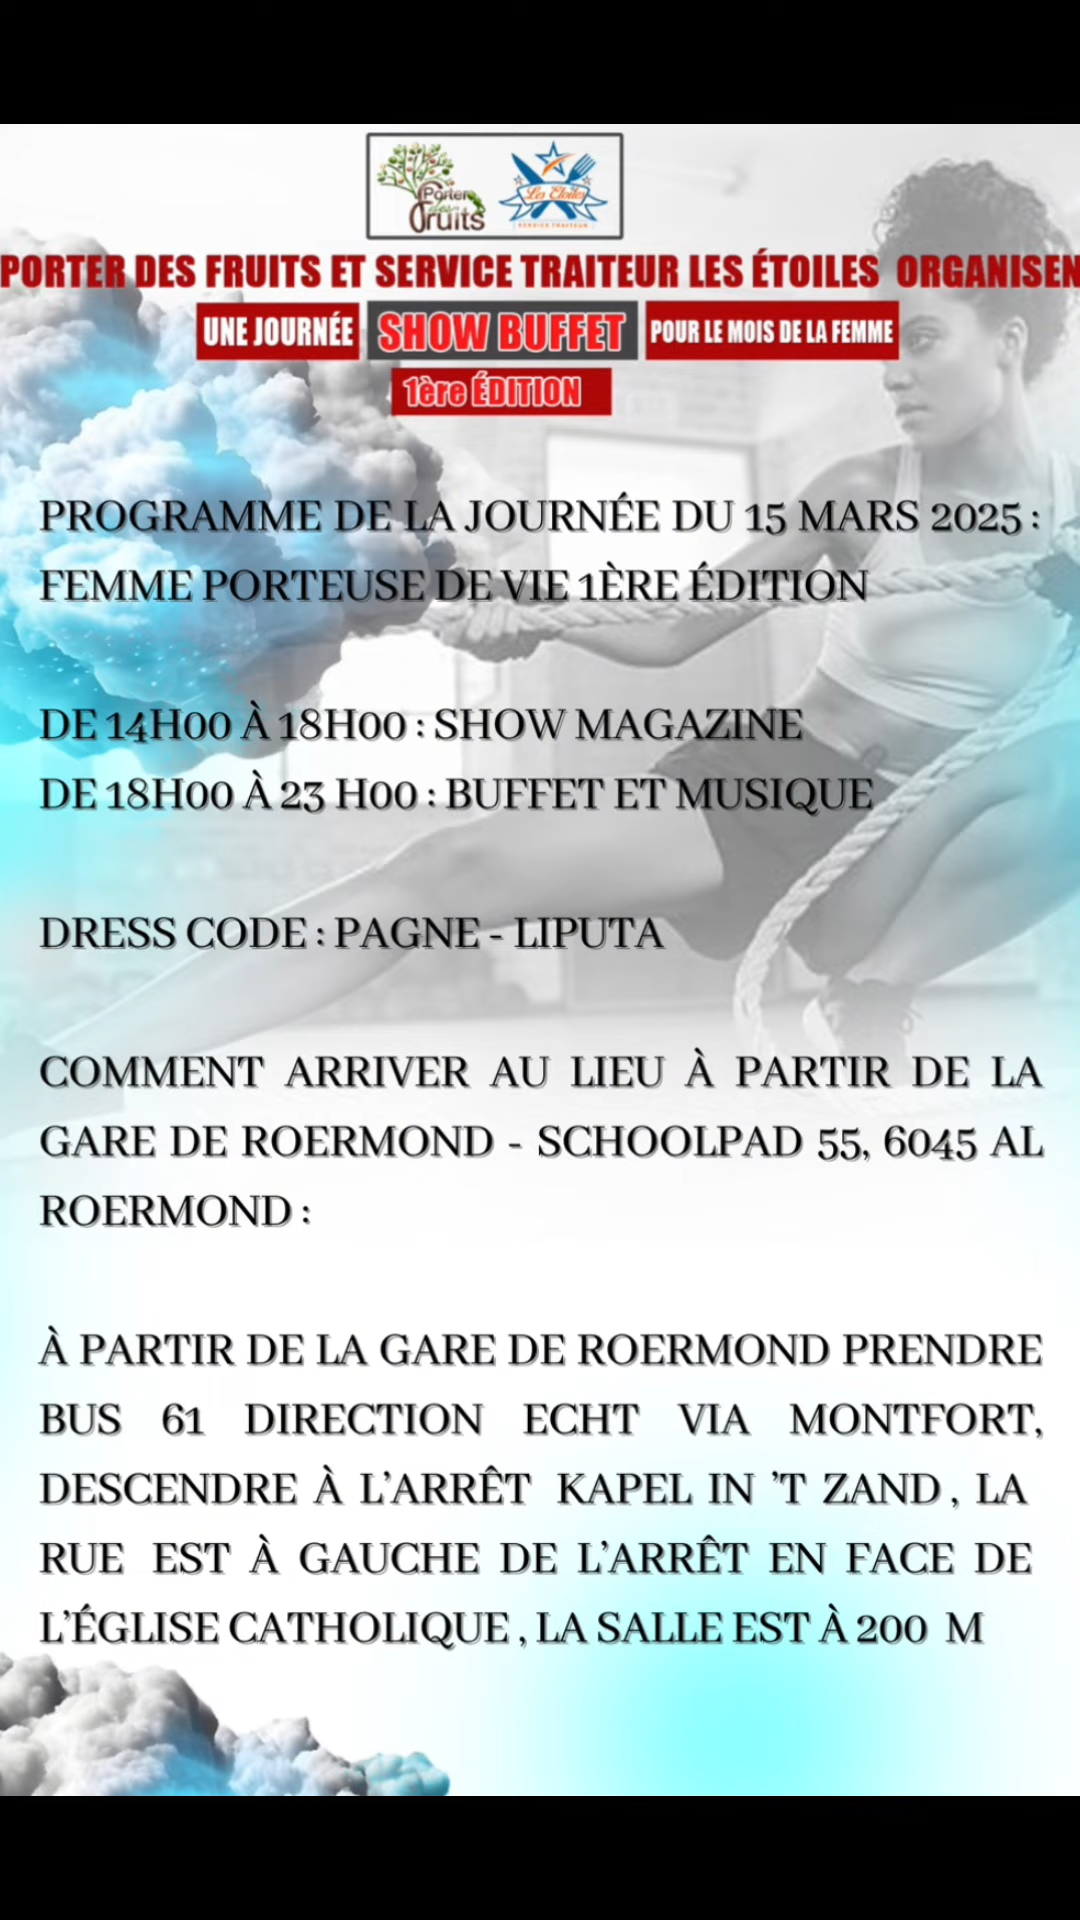 Porter
des
Fruits
Les Etoiles
SERVICE TRAITEUR
PORTER DES FRUITS ET SERVICE TRAITEUR LES ÉTOILES ORGANISEN
UNE JOURNÉE SHOW BUFFET POUR LE MOIS DE LA FEMME
1ère ÉDITION
PROGRAMME DE LA JOURNÉE DU 15 MARS 2025 :
FEMME PORTEUSE DE VIE 1ÈRE ÉDITION
DE 14H00 À 18H00 : SHOW MAGAZINE
DE 18H00 À 23 H00 : BUFFET ET MUSIQUE
DRESS CODE : PAGNE - LIPUTA
COMMENT ARRIVER AU LIEU À PARTIR DE LA
GARE DE ROERMOND - SCHOOLPAD 55, 6045 AL
ROERMOND :
À PARTIR DE LA GARE DE ROERMOND PRENDRE
BUS 61 DIRECTION ECHT VIA MONTFORT,
DESCENDRE À L'ARRÊT KAPEL IN 'T ZAND , LA
RUE EST À GAUCHE DE L'ARRÊT EN FACE DE
L'ÉGLISE CATHOLIQUE , LA SALLE EST À 200 M